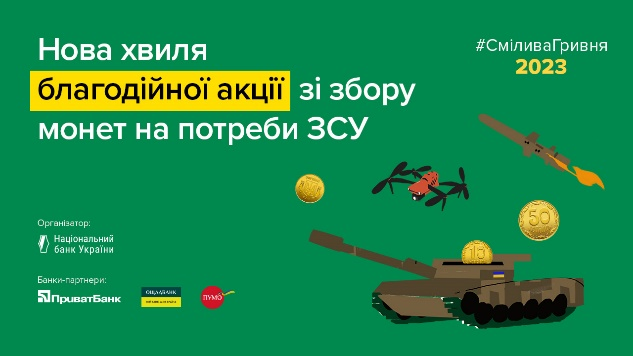 Нова хвиля
благодійної акції зі збору
монет на потреби ЗСУ
#СміливаГривня
2023
50
Організатор:
Національний
банк України
Банки-партнери:
ПриватБанк
ОЩАДБАНК
ПУМБ